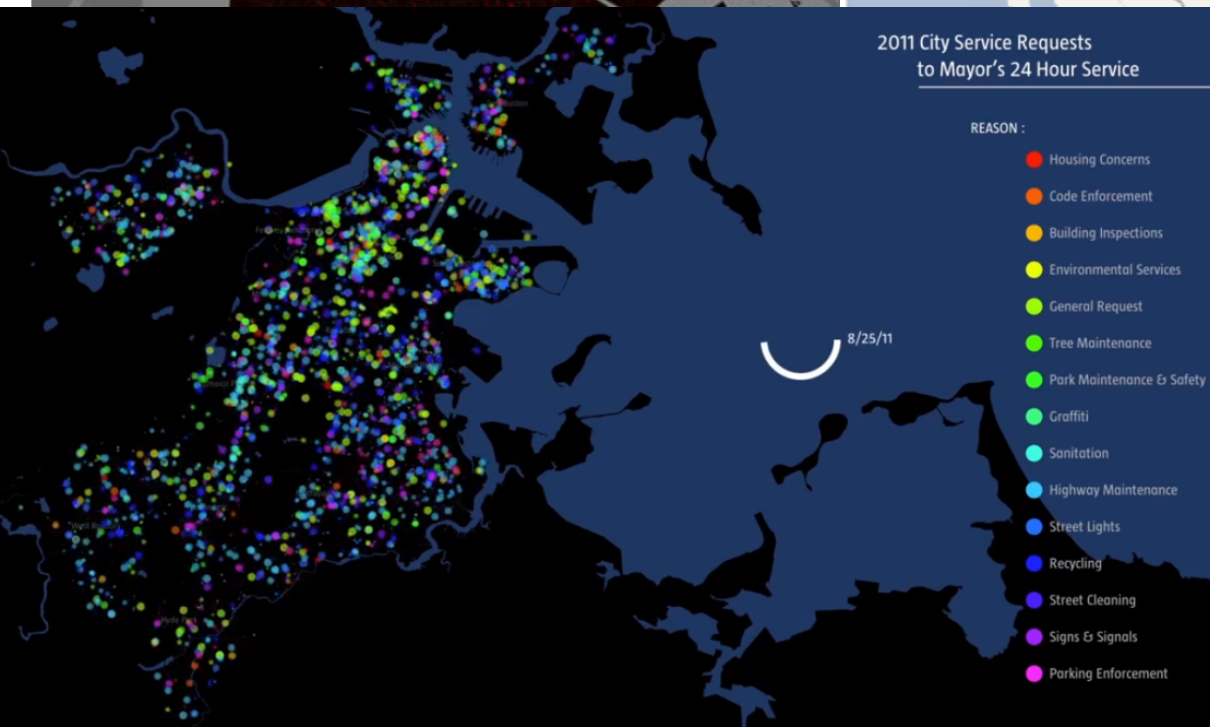 2011 City Service Requests
to Mayor's 24 Hour Service
REASON :
Housing Concerns
Code Enforcement
Building Inspections
Environmental Services
General Request
Tree Maintenance
Park Maintenance & Safety
Graffiti
Sanitation
Highway Maintenance
Street Lights
Recycling
Street Cleaning
Signs & Signals
Parking Enforcement
8/25/11
Hyde Park